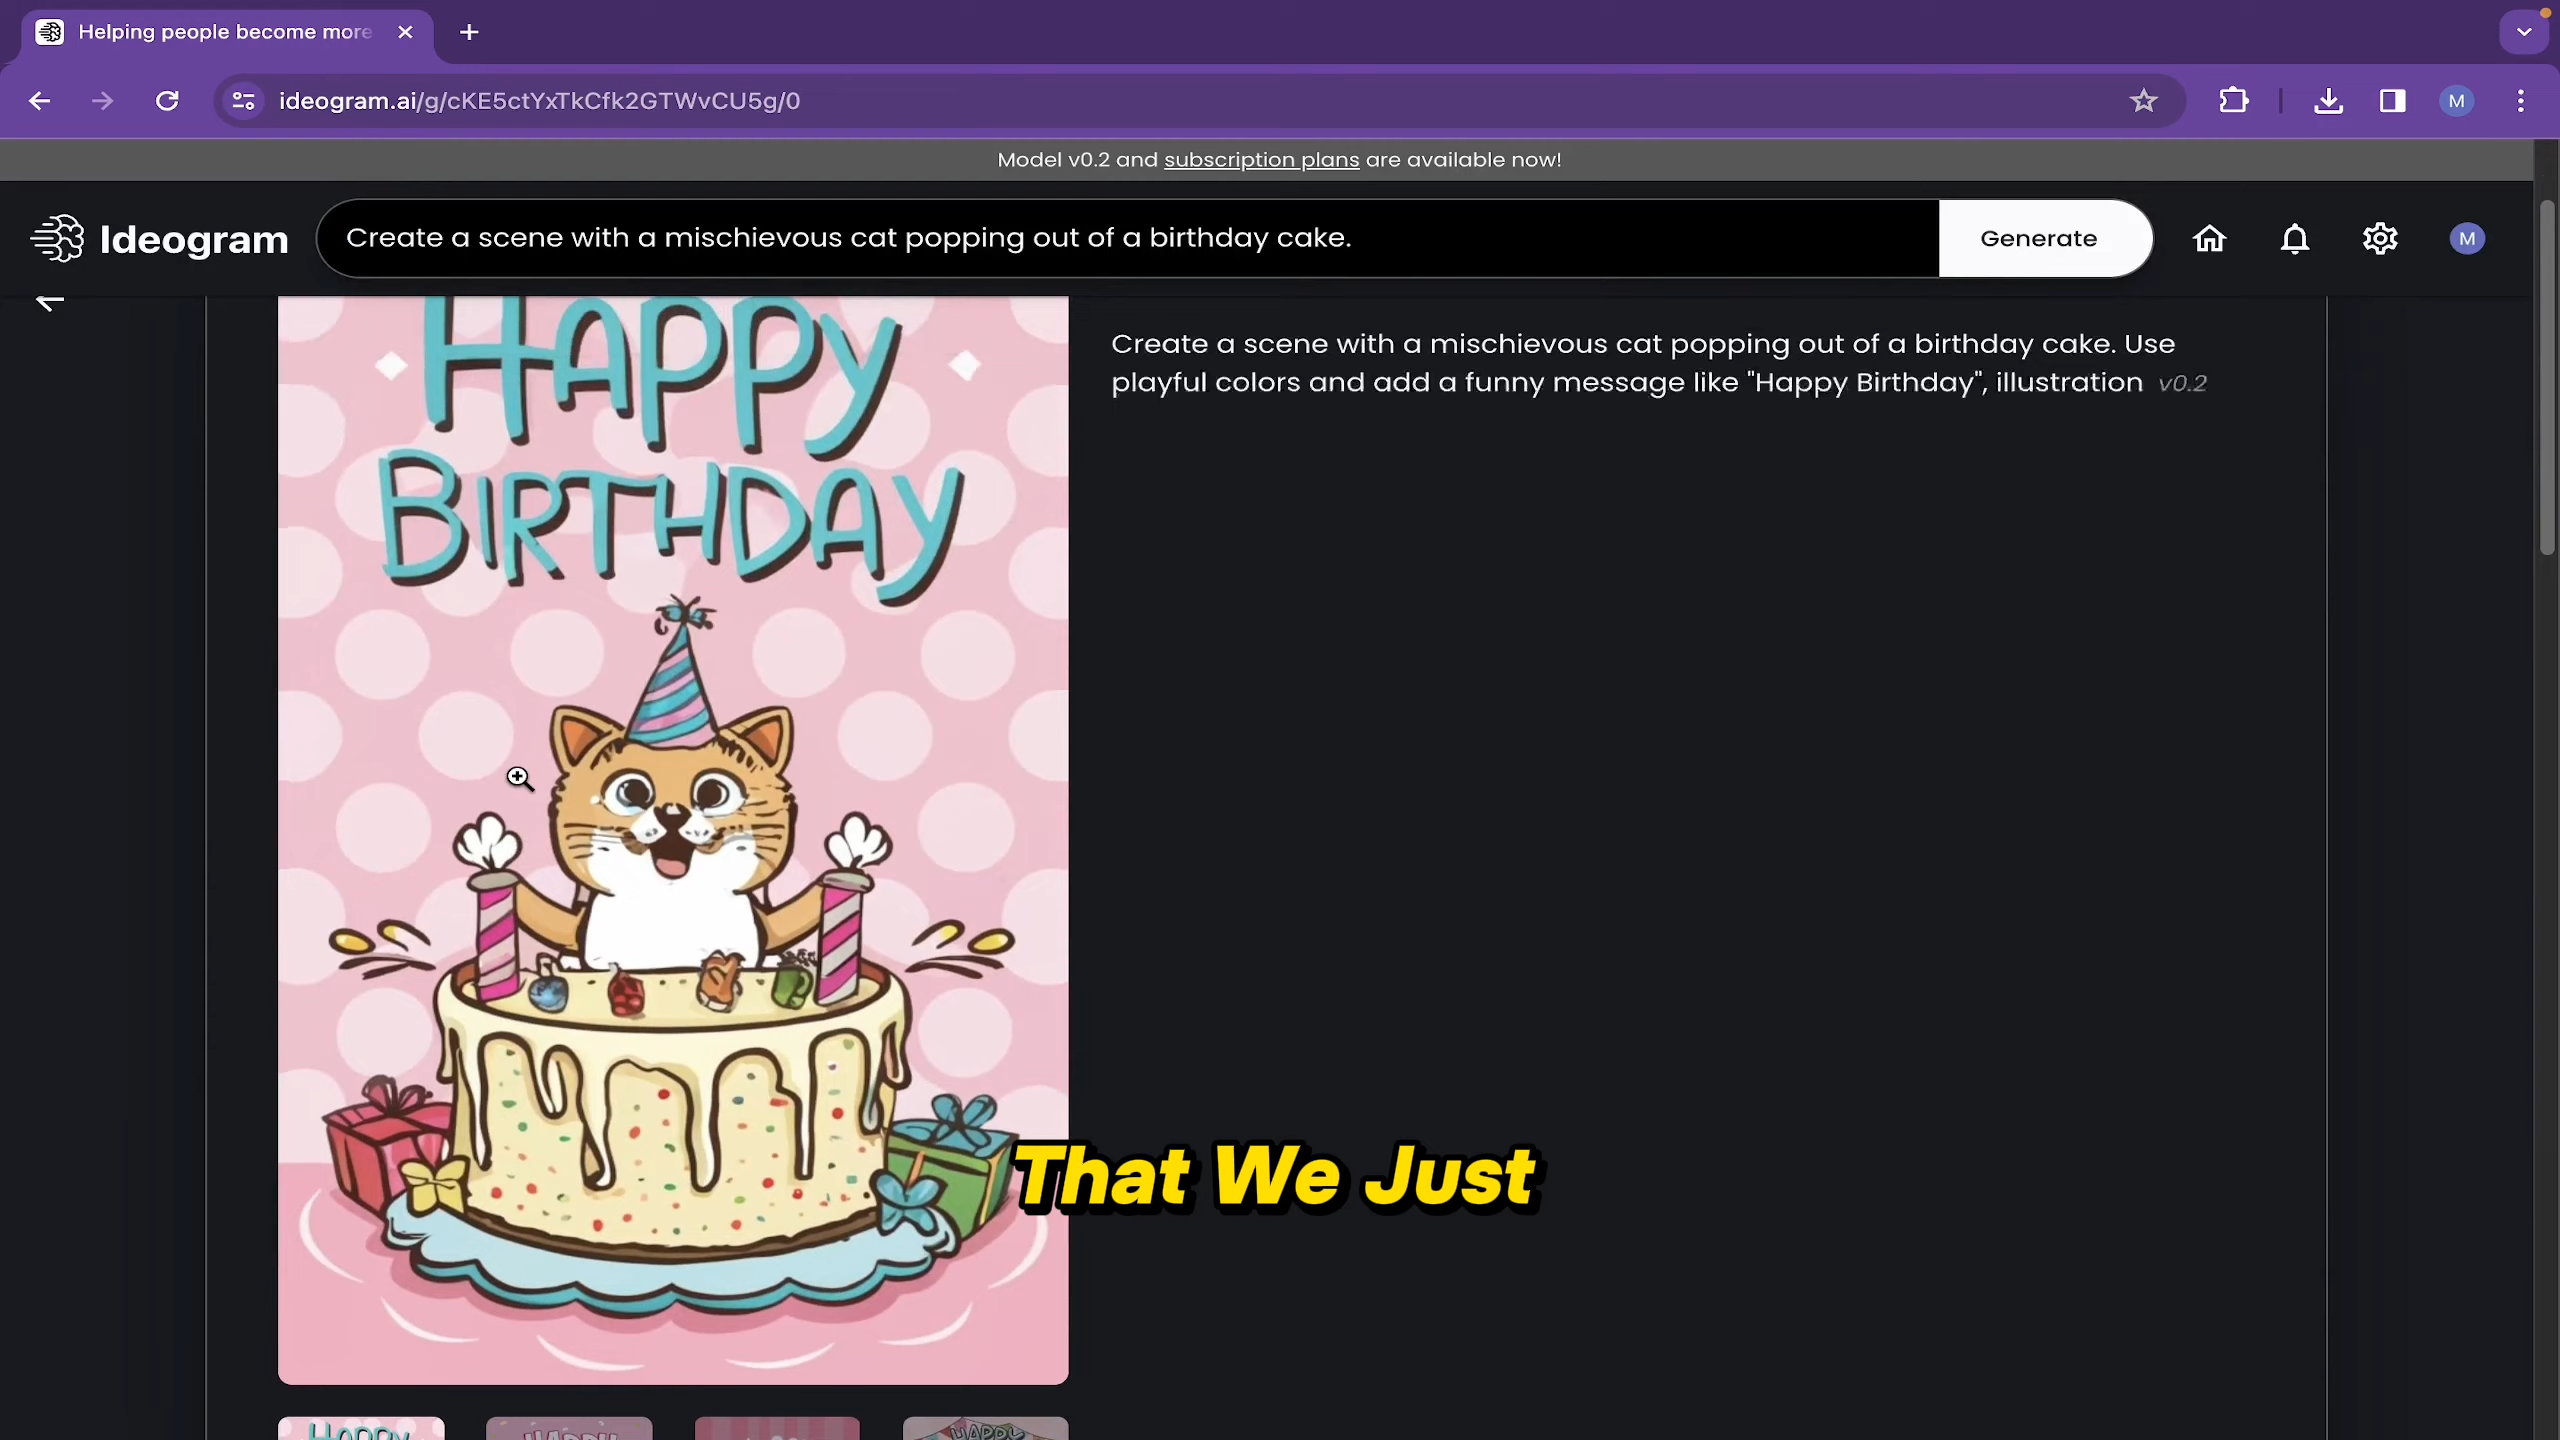 Helping people become more
ideogram.ai/g/cKE5ctYxTkCfk2GTWvCU5g/0
M
Model v0.2 and subscription plans are available now!
Ideogram
Create a scene with a mischievous cat popping out of a birthday cake.
Generate
M
Create a scene with a mischievous cat popping out of a birthday cake. Use
playful colors and add a funny message like "Happy Birthday", illustration v0.2
HAPPY
BIRTHDAY
That We Just
HAPPY
HAPPY
HAPPY